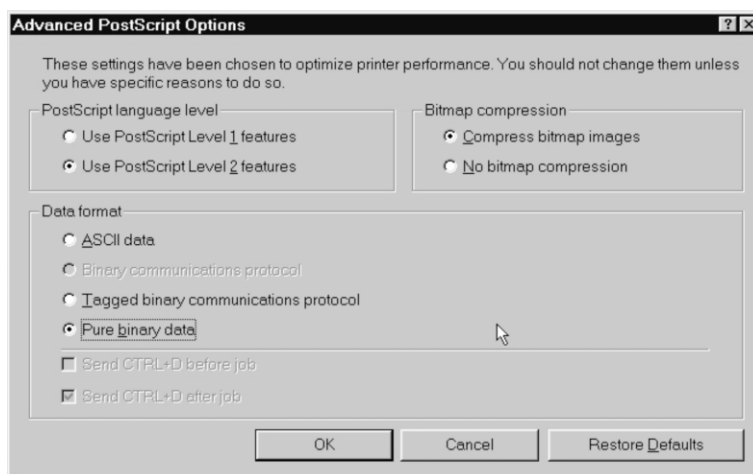 Advanced PostScript Options
These settings have been chosen to optimize printer performance. You should not change them unless
you have specific reasons to do so.
PostScript language level
Use PostScript Level 1 features
Use PostScript Level 2 features
Bitmap compression
Compress bitmap images
No bitmap compression
Data format
ASCII data
Binary communications protocol
Tagged binary communications protocol
Pure binary data
Send CTRL+D before job
Send CTRL+D after job
OK
Cancel
Restore Defaults